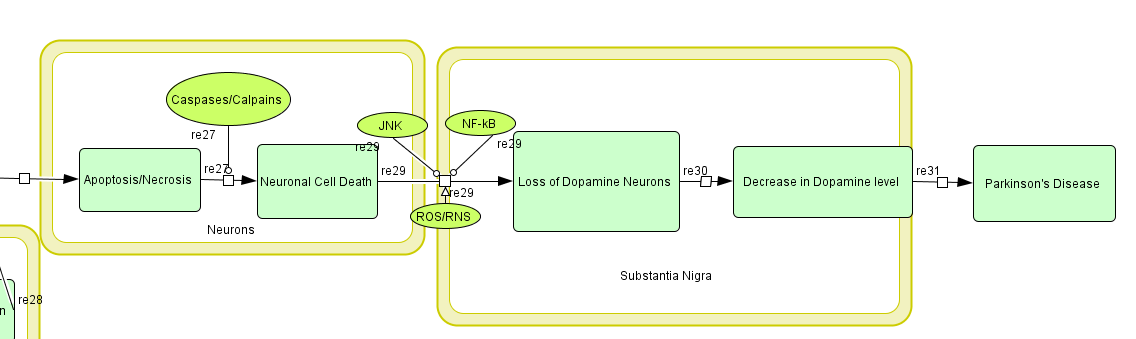 Caspases/Calpains
JNK
NF-kB
re27
re29
re29
Apoptosis/Necrosis
re27
Neuronal Cell Death
re29
Loss of Dopamine Neurons
re30
Decrease in Dopamine level
re31
Parkinson's Disease
re29
ROS/RNS
Neurons
Substantia Nigra
re28
n